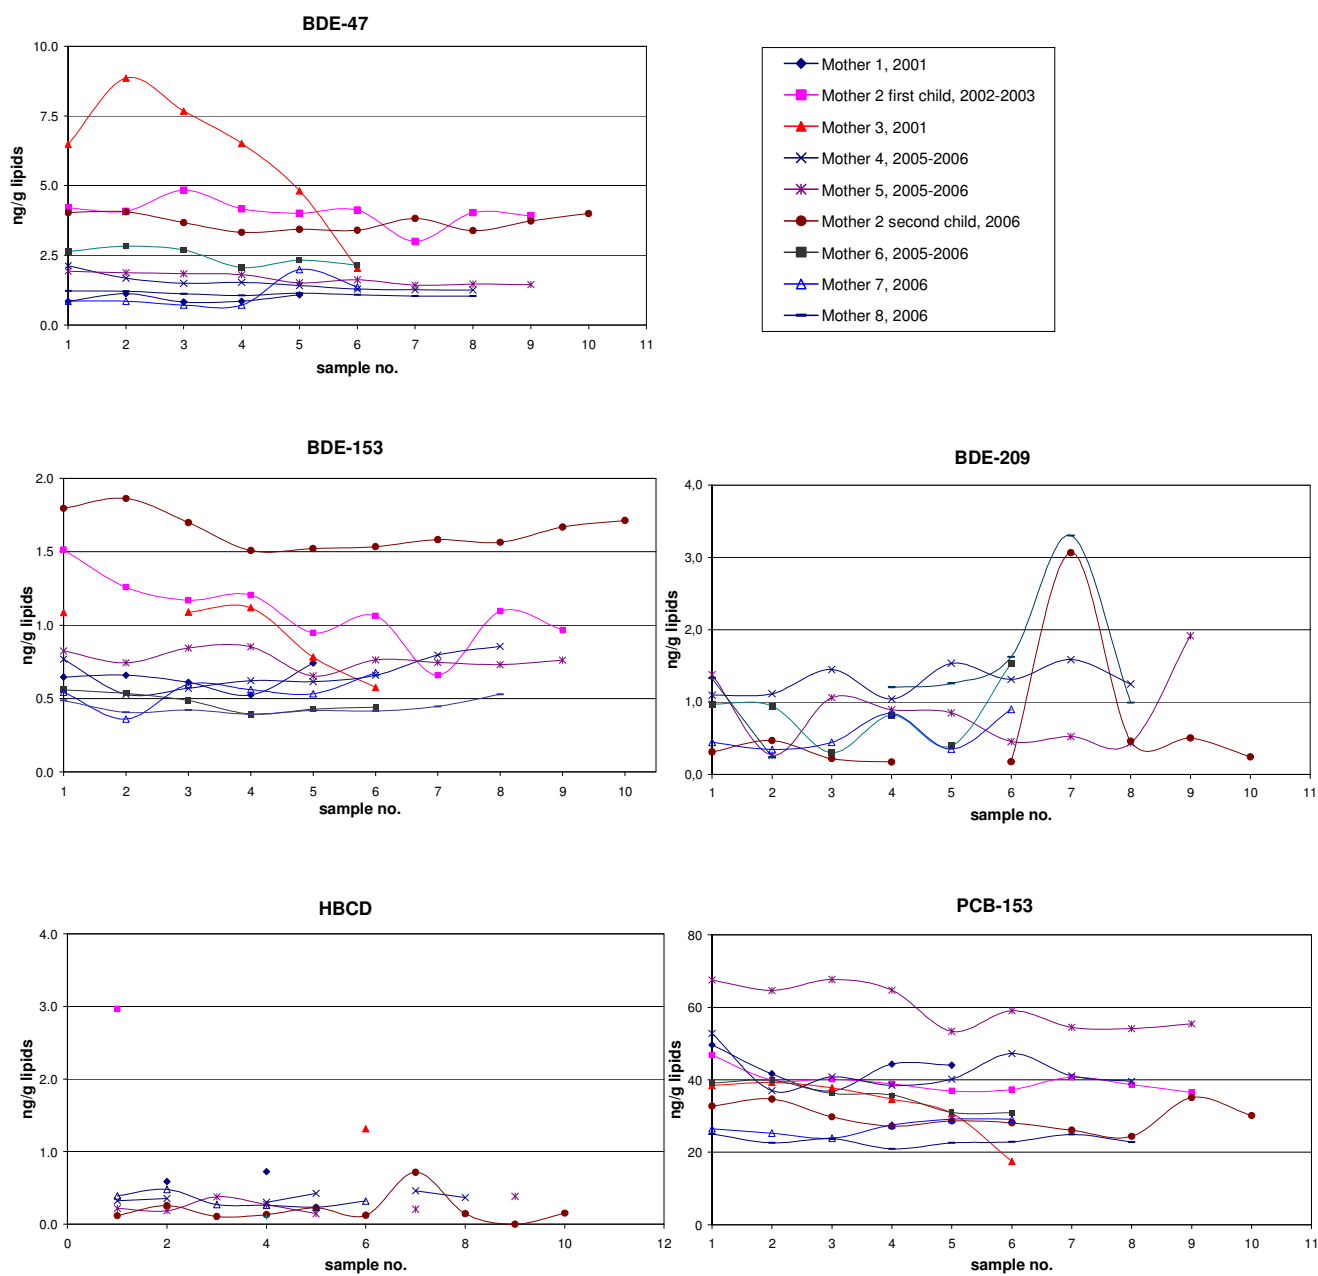 BDE-47
10.0
7.5
5.0
2.5
0.0
ng/g lipids
1 2 3 4 5 6 7 8 9 10 11
sample no.
Mother 1, 2001
Mother 2 first child, 2002-2003
Mother 3, 2001
Mother 4, 2005-2006
Mother 5, 2005-2006
Mother 2 second child, 2006
Mother 6, 2005-2006
Mother 7, 2006
Mother 8, 2006
BDE-153
2.0
1.5
1.0
0.5
0.0
ng/g lipids
1 2 3 4 5 6 7 8 9 10
sample no.
BDE-209
4,0
3,0
2,0
1,0
0,0
ng/g lipids
1 2 3 4 5 6 7 8 9 10 11
sample no.
HBCD
4.0
3.0
2.0
1.0
0.0
ng/g lipids
0 2 4 6 8 10 12
sample no.
PCB-153
80
60
40
20
0
ng/g lipids
1 2 3 4 5 6 7 8 9 10 11
sample no.